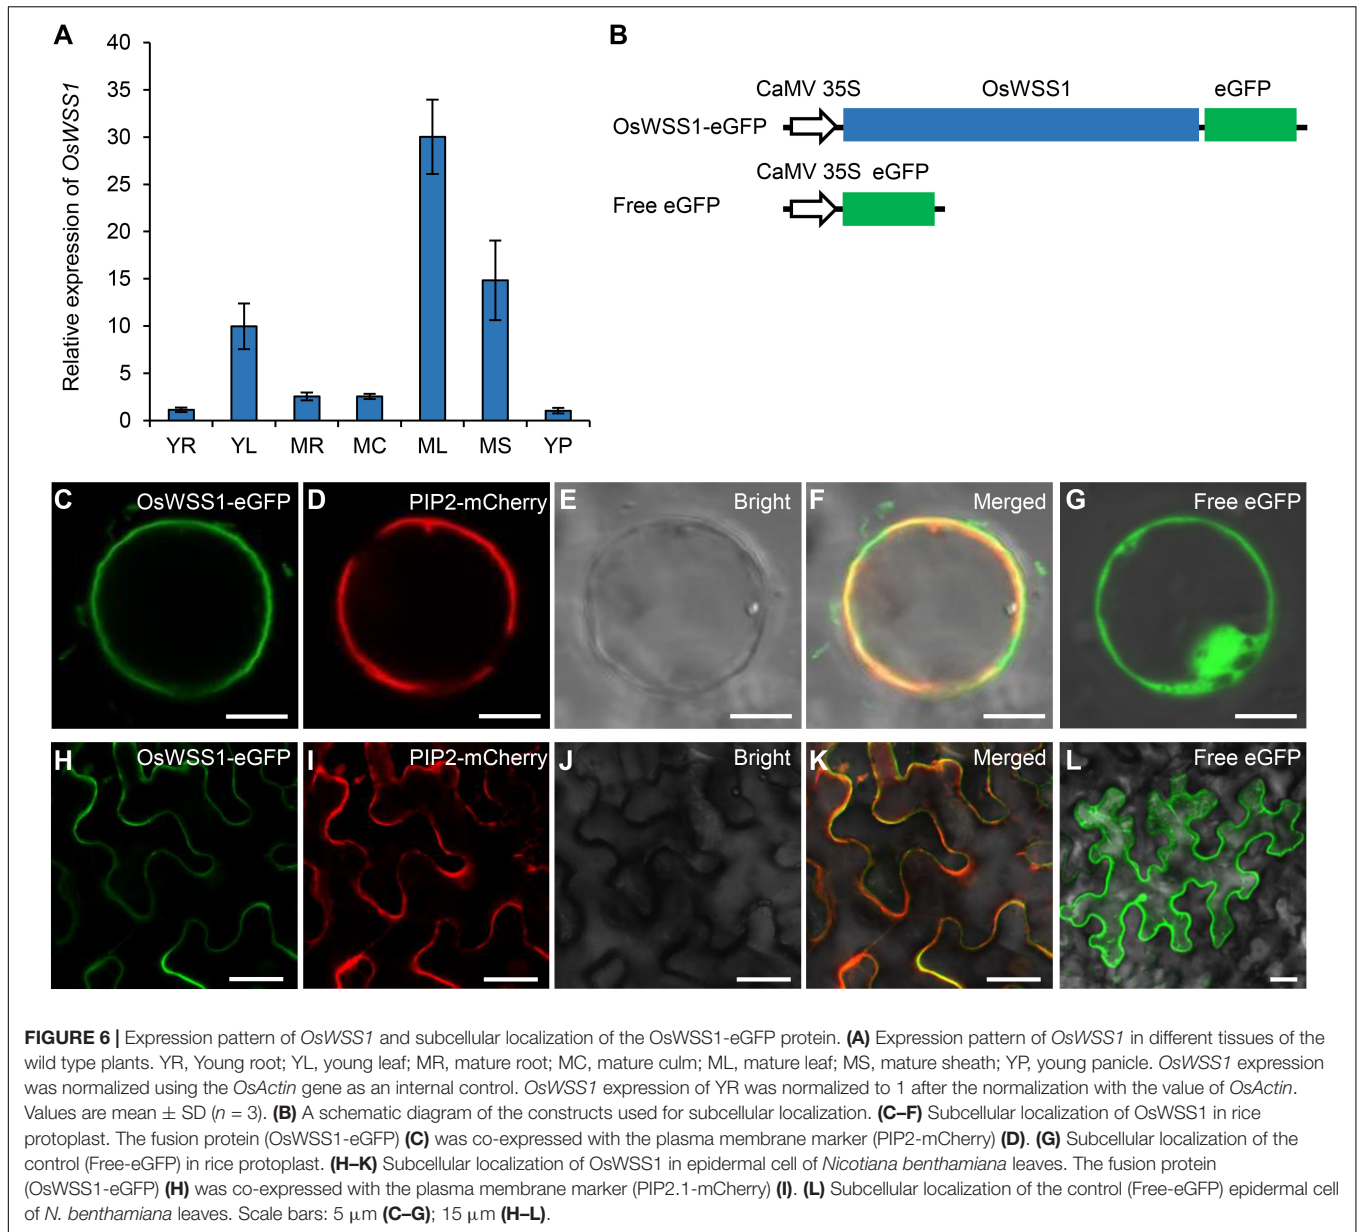 A
40
35
30
25
20
15
10
5
0
Relative expression of OsWSS1
YR YL MR MC ML MS YP
B
CaMV 35S OsWSS1 eGFP
OsWSS1-eGFP
CaMV 35S eGFP
Free eGFP
C OsWSS1-eGFP D PIP2-mCherry E Bright F Merged G Free eGFP
H OsWSS1-eGFP I PIP2-mCherry J Bright K Merged L Free eGFP
FIGURE 6 | Expression pattern of OsWSS1 and subcellular localization of the OsWSS1-eGFP protein. (A) Expression pattern of OsWSS1 in different tissues of the
wild type plants. YR, Young root; YL, young leaf; MR, mature root; MC, mature culm; ML, mature leaf; MS, mature sheath; YP, young panicle. OsWSS1 expression
was normalized using the OsActin gene as an internal control. OsWSS1 expression of YR was normalized to 1 after the normalization with the value of OsActin.
Values are mean ± SD (n = 3). (B) A schematic diagram of the constructs used for subcellular localization. (C–F) Subcellular localization of OsWSS1 in rice
protoplast. The fusion protein (OsWSS1-eGFP) (C) was co-expressed with the plasma membrane marker (PIP2-mCherry) (D). (G) Subcellular localization of the
control (Free-eGFP) in rice protoplast. (H–K) Subcellular localization of OsWSS1 in epidermal cell of Nicotiana benthamiana leaves. The fusion protein
(OsWSS1-eGFP) (H) was co-expressed with the plasma membrane marker (PIP2.1-mCherry) (I). (L) Subcellular localization of the control (Free-eGFP) epidermal cell
of N. benthamiana leaves. Scale bars: 5 μm (C–G); 15 μm (H–L).